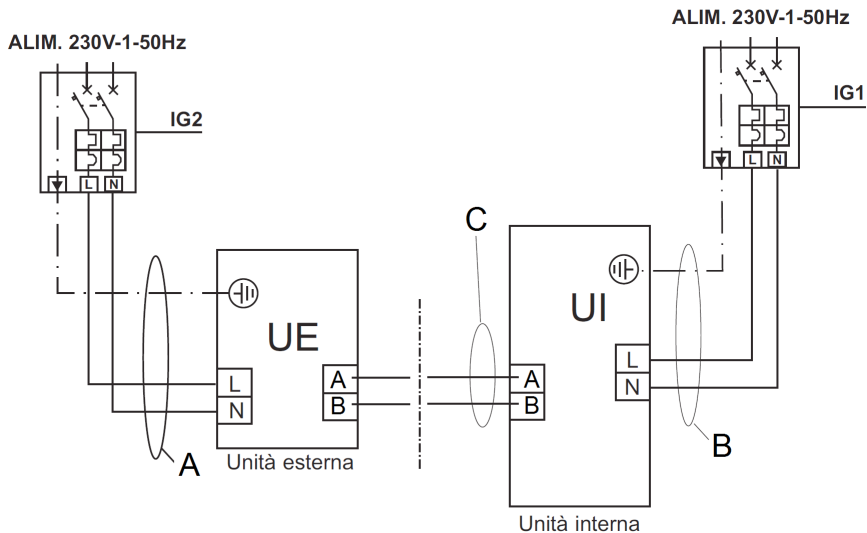 ALIM. 230V-1-50Hz
ALIM. 230V-1-50Hz
IG2
IG1
L N
L N
C
UE
UI
L
N
A
B
A
B
L
N
A
B
Unità esterna
Unità interna